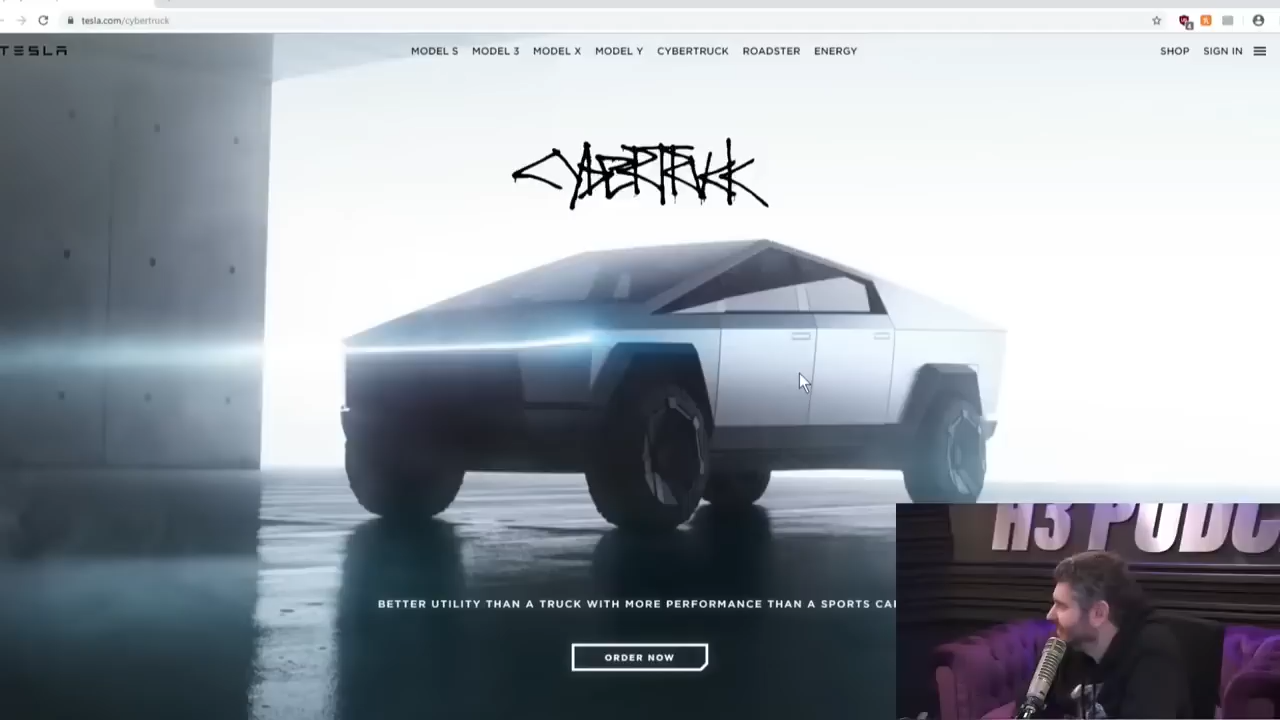 tesla.com/cybertruck
TESLA
MODEL S MODEL 3 MODEL X MODEL Y CYBERTRUCK ROADSTER ENERGY
SHOP SIGN IN
CYBERTRUCK
H3 PODC
BETTER UTILITY THAN A TRUCK WITH MORE PERFORMANCE THAN A SPORTS CA
ORDER NOW